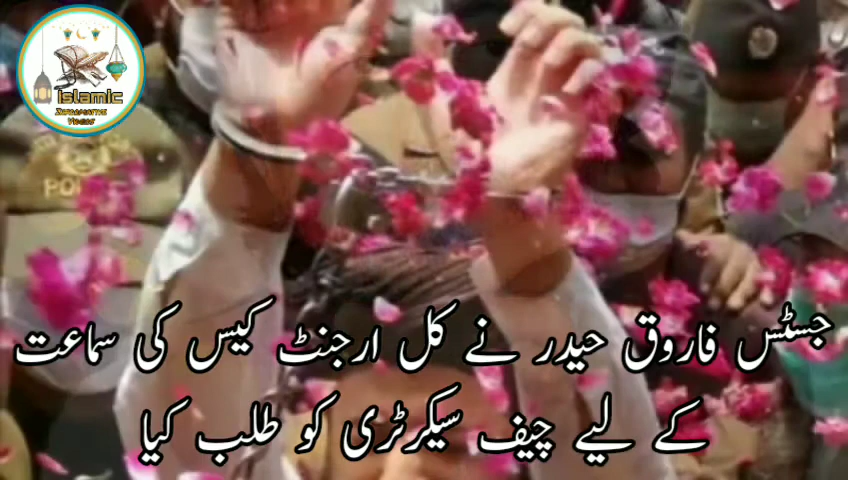 islamic
جسٹس فاروق حیدر نے کل ارجنٹ کیس کی سماعت
کے لیے چیف سیکرٹری کو طلب کیا